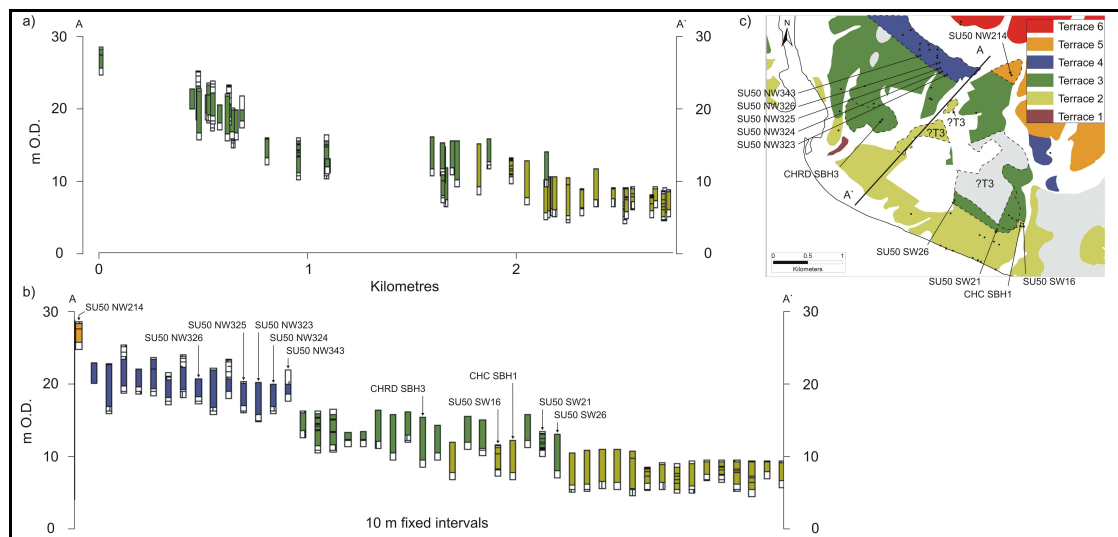 a)
A
A`
m O.D.
30
20
10
0
30
20
10
0
0
1
2
Kilometres
b)
A
A`
m O.D.
30
20
10
0
30
20
10
0
SU50 NW214
SU50 NW326
SU50 NW325
SU50 NW323
SU50 NW324
SU50 NW343
CHRD SBH3
SU50 SW16
CHC SBH1
SU50 SW21
SU50 SW26
10 m fixed intervals
c)
N
SU50 NW214
A
Terrace 6
Terrace 5
Terrace 4
Terrace 3
Terrace 2
Terrace 1
SU50 NW343
SU50 NW326
SU50 NW325
SU50 NW324
SU50 NW323
?T3
?T3
CHRD SBH3
?T3
A`
SU50 SW26
0
0.5
1
Kilometers
SU50 SW21
SU50 SW16
CHC SBH1